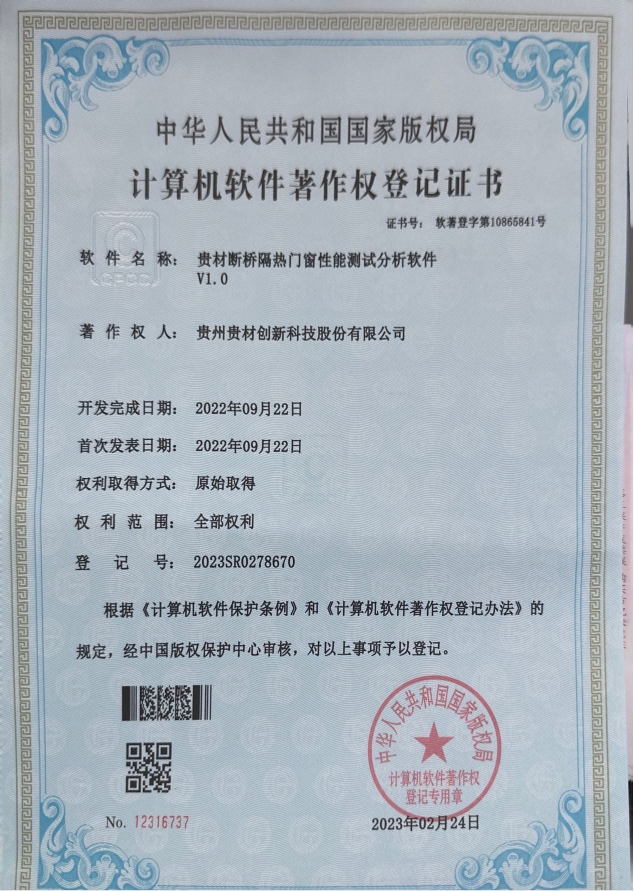 中华人民共和国国家版权局
计算机软件著作权登记证书
证书号： 软著登字第10865841号
CPCC
软件名称： 贵材断桥隔热门窗性能测试分析软件
V1.0
著作权人： 贵州贵材创新科技股份有限公司
开发完成日期： 2022年09月22日
首次发表日期： 2022年09月22日
权利取得方式： 原始取得
权利范围： 全部权利
登记号： 2023SR0278670
根据《计算机软件保护条例》和《计算机软件著作权登记办法》的
规定，经中国版权保护中心审核，对以上事项予以登记。
中华人民共和国国家版权局
计算机软件著作权
登记专用章
No. 12316737
2023年02月24日